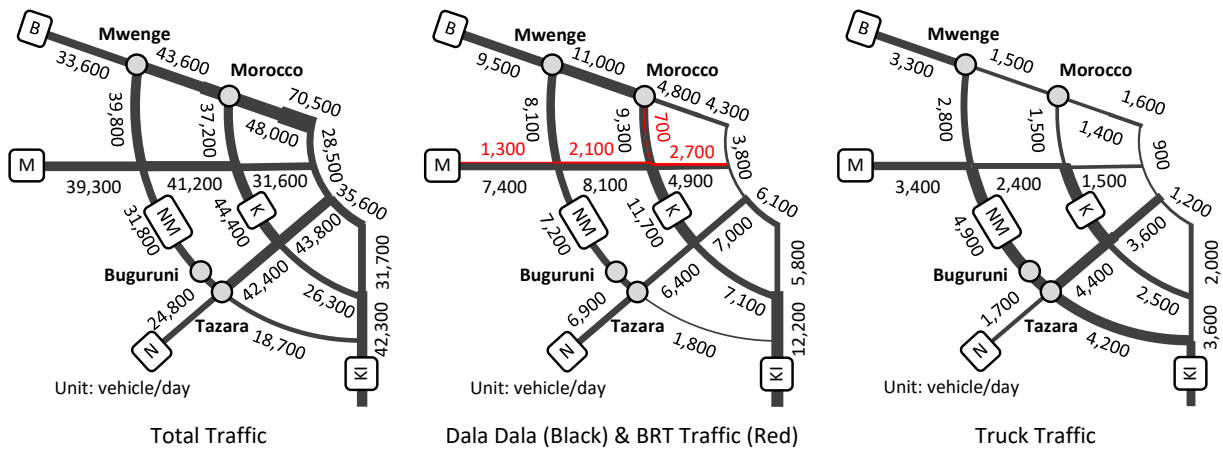 B
Mwenge
33,600
43,600
Morocco
70,500
39,800
37,200
48,000
28,500
M
39,300
41,200
31,600
35,600
NM
K
31,800
44,400
43,800
Buguruni
42,400
31,700
24,800
26,300
Tazara
18,700
42,300
N
KI
Unit: vehicle/day
Total Traffic
B
Mwenge
9,500
11,000
Morocco
4,800
4,300
8,100
9,300
700
3,800
1,300
2,100
2,700
M
7,400
8,100
4,900
6,100
NM
K
7,200
11,700
7,000
Buguruni
6,400
5,800
6,900
7,100
Tazara
1,800
12,200
N
KI
Unit: vehicle/day
Dala Dala (Black) & BRT Traffic (Red)
B
Mwenge
3,300
1,500
Morocco
1,600
2,800
1,500
1,400
900
M
3,400
2,400
1,500
1,200
NM
K
4,900
3,600
Buguruni
4,400
2,000
1,700
2,500
Tazara
4,200
3,600
N
KI
Unit: vehicle/day
Truck Traffic